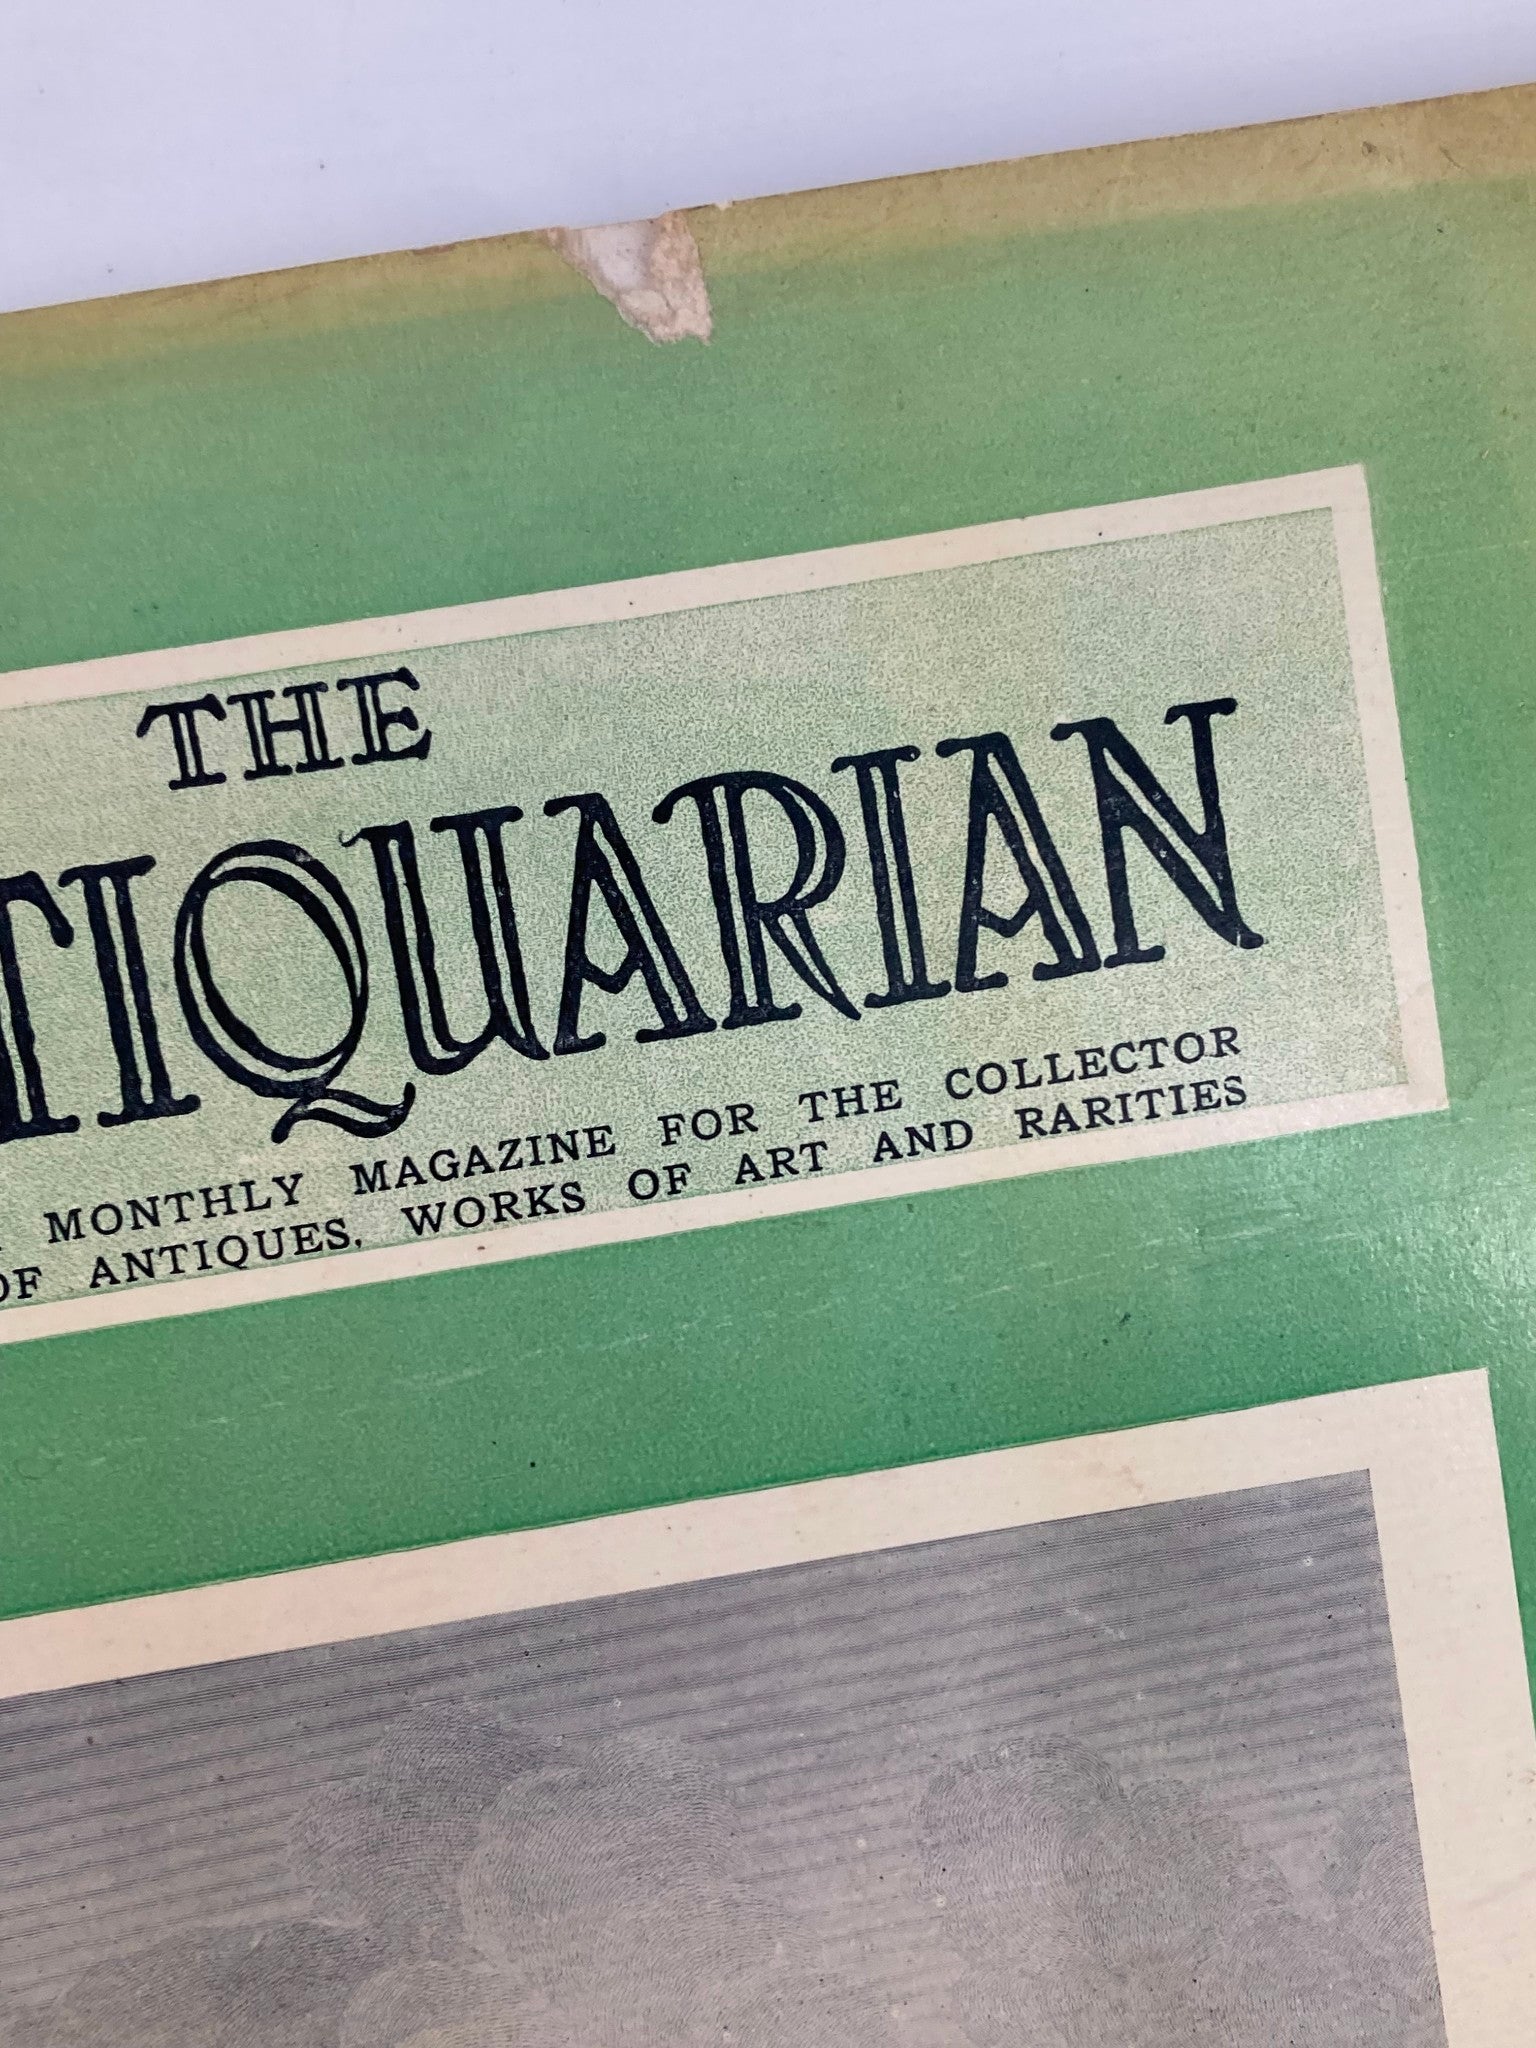 THE
TIQUARIAN
MONTHLY MAGAZINE FOR THE COLLECTOR
OF ANTIQUES, WORKS OF ART AND RARITIES